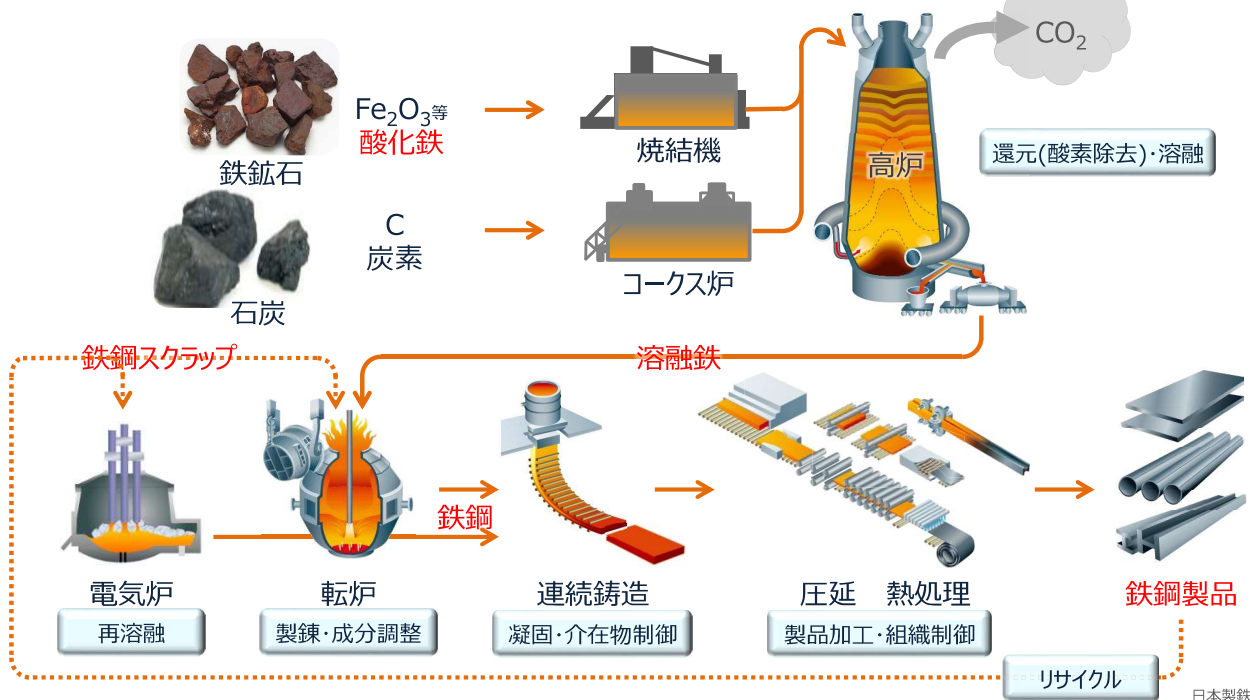 CO2
Fe2O3等
酸化鉄
鉄鉱石
焼結機
高炉
還元(酸素除去)・溶融
C
炭素
石炭
コークス炉
鉄鋼スクラップ
溶融鉄
鉄鋼
電気炉
再溶融
転炉
製錬・成分調整
連続鋳造
凝固・介在物制御
圧延 熱処理
製品加工・組織制御
鉄鋼製品
リサイクル
日本製鉄